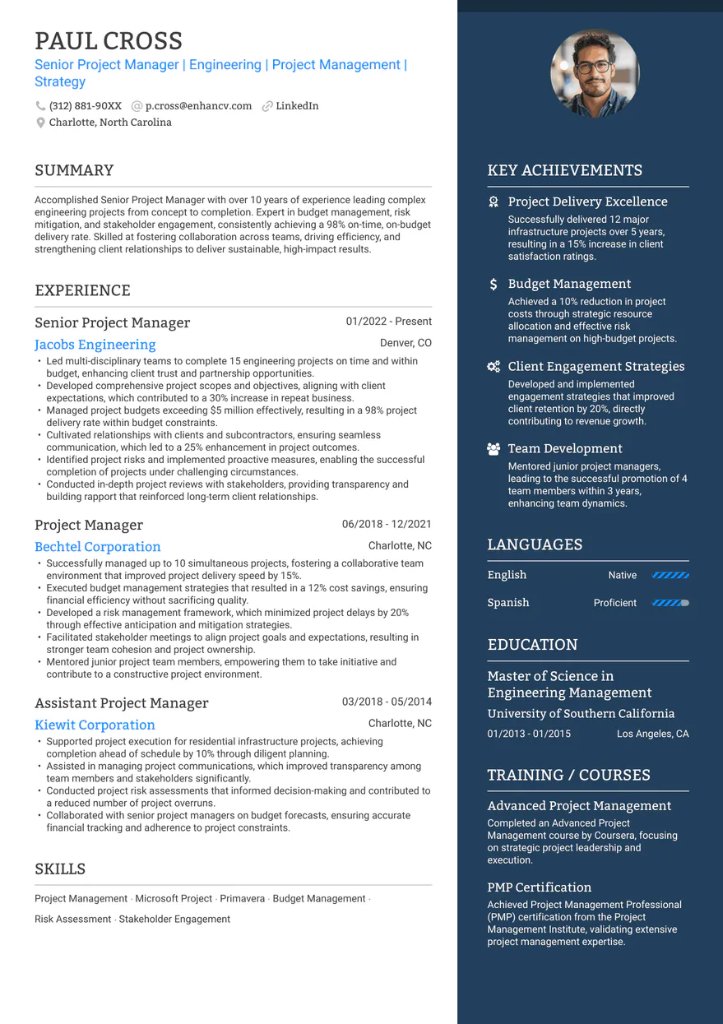 PAUL CROSS
Senior Project Manager | Engineering | Project Management |
Strategy
(312) 881-90XX p.cross@enhancv.com LinkedIn
Charlotte, North Carolina
SUMMARY
Accomplished Senior Project Manager with over 10 years of experience leading complex
engineering projects from concept to completion. Expert in budget management, risk
mitigation, and stakeholder engagement, consistently achieving a 98% on-time, on-budget
delivery rate. Skilled at fostering collaboration across teams, driving efficiency, and
strengthening client relationships to deliver sustainable, high-impact results.
EXPERIENCE
Senior Project Manager 01/2022 - Present
Jacobs Engineering Denver, CO
• Led multi-disciplinary teams to complete 15 engineering projects on time and within
budget, enhancing client trust and partnership opportunities.
• Developed comprehensive project scopes and objectives, aligning with client
expectations, which contributed to a 30% increase in repeat business.
• Managed project budgets exceeding $5 million effectively, resulting in a 98% project
delivery rate within budget constraints.
• Cultivated relationships with clients and subcontractors, ensuring seamless
communication, which led to a 25% enhancement in project outcomes.
• Identified project risks and implemented proactive measures, enabling the successful
completion of projects under challenging circumstances.
• Conducted in-depth project reviews with stakeholders, providing transparency and
building rapport that reinforced long-term client relationships.
Project Manager 06/2018 - 12/2021
Bechtel Corporation Charlotte, NC
• Successfully managed up to 10 simultaneous projects, fostering a collaborative team
environment that improved project delivery speed by 15%.
• Executed budget management strategies that resulted in a 12% cost savings, ensuring
financial efficiency without sacrificing quality.
• Developed a risk management framework, which minimized project delays by 20%
through effective anticipation and mitigation strategies.
• Facilitated stakeholder meetings to align project goals and expectations, resulting in
stronger team cohesion and project ownership.
• Mentored junior project team members, empowering them to take initiative and
contribute to a constructive project environment.
Assistant Project Manager 03/2018 - 05/2014
Kiewit Corporation Charlotte, NC
• Supported project execution for residential infrastructure projects, achieving
completion ahead of schedule by 10% through diligent planning.
• Assisted in managing project communications, which improved transparency among
team members and stakeholders significantly.
• Conducted project risk assessments that informed decision-making and contributed to
a reduced number of project overruns.
• Collaborated with senior project managers on budget forecasts, ensuring accurate
financial tracking and adherence to project constraints.
SKILLS
Project Management · Microsoft Project · Primavera · Budget Management ·
Risk Assessment · Stakeholder Engagement
KEY ACHIEVEMENTS
Project Delivery Excellence
Successfully delivered 12 major
infrastructure projects over 5 years,
resulting in a 15% increase in client
satisfaction ratings.
Budget Management
Achieved a 10% reduction in project
costs through strategic resource
allocation and effective risk
management on high-budget projects.
Client Engagement Strategies
Developed and implemented
engagement strategies that improved
client retention by 20%, directly
contributing to revenue growth.
Team Development
Mentored junior project managers,
leading to the successful promotion of 4
team members within 3 years,
enhancing team dynamics.
LANGUAGES
English Native
Spanish Proficient
EDUCATION
Master of Science in
Engineering Management
University of Southern California
01/2013 - 01/2015 Los Angeles, CA
TRAINING / COURSES
Advanced Project Management
Completed an Advanced Project
Management course by Coursera, focusing
on strategic project leadership and
execution.
PMP Certification
Achieved Project Management Professional
(PMP) certification from the Project
Management Institute, validating extensive
project management expertise.